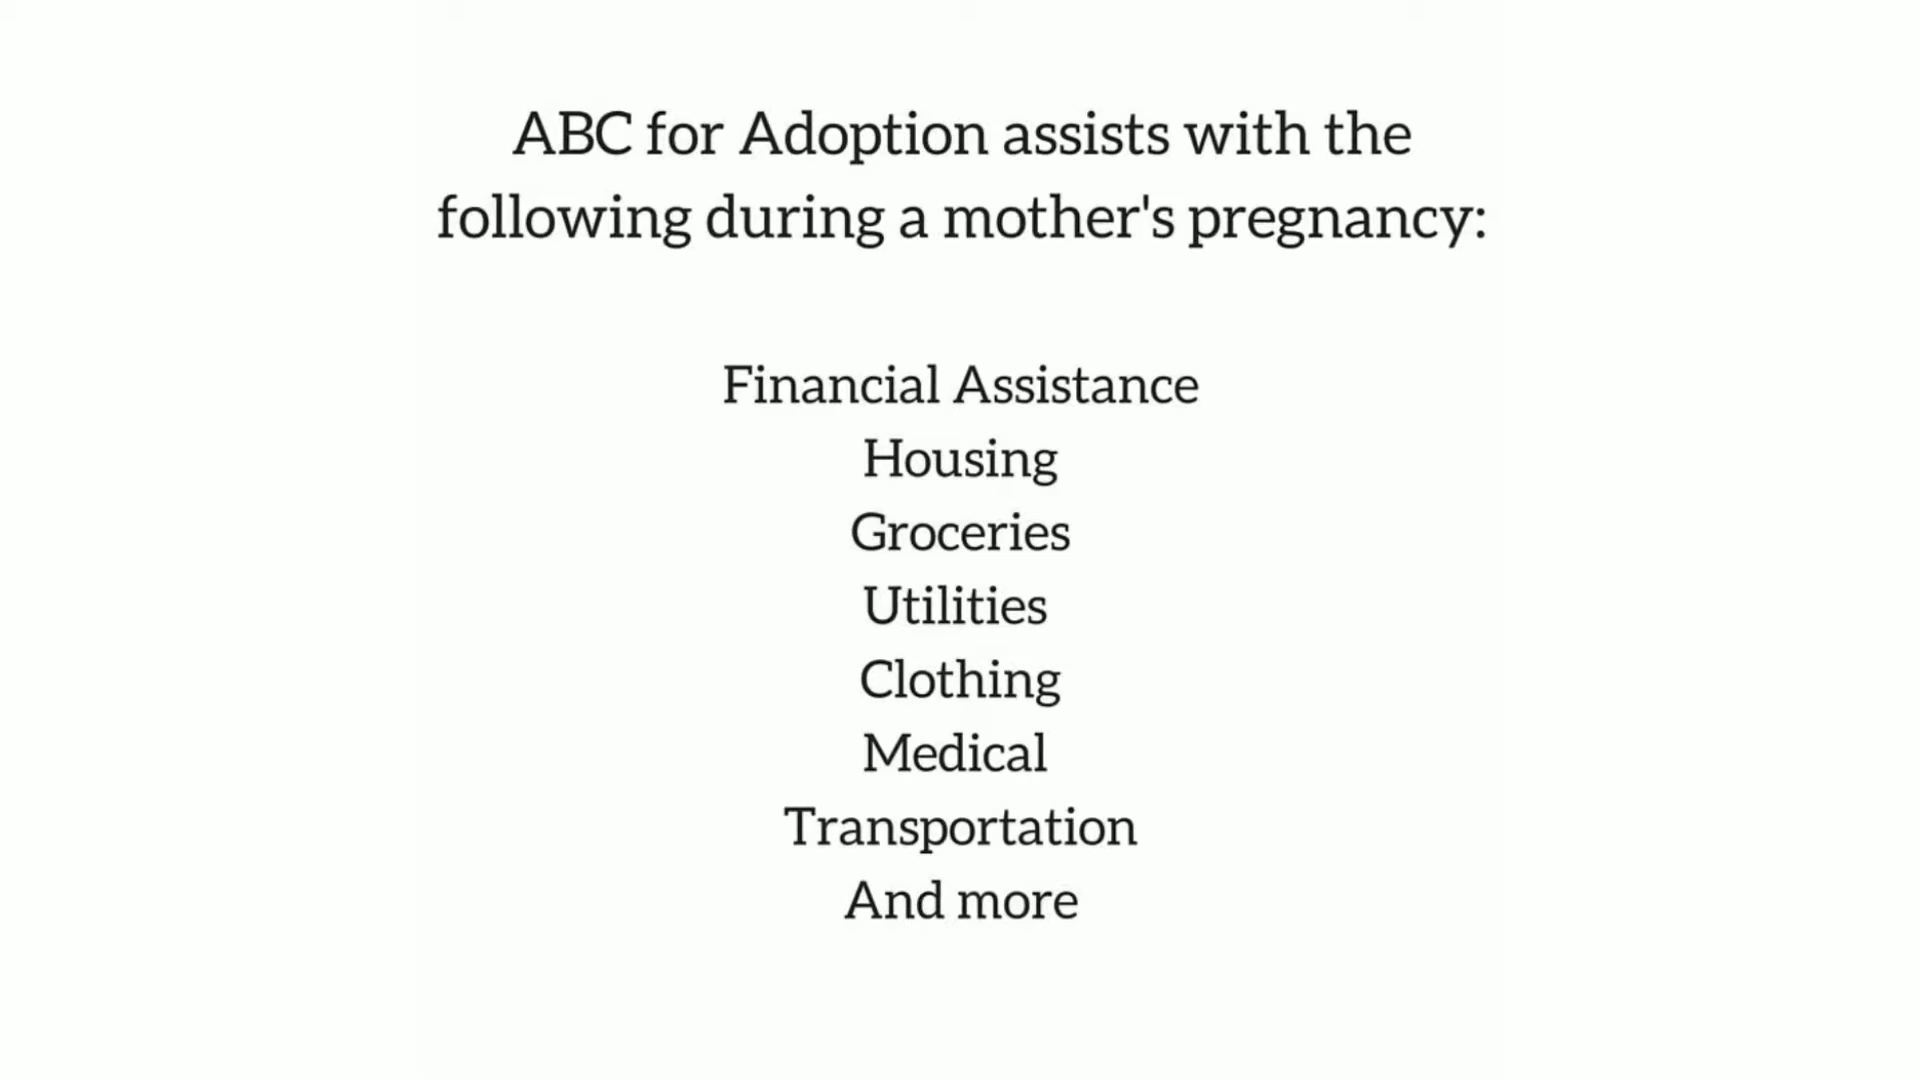 ABC for Adoption assists with the
following during a mother's pregnancy:
Financial Assistance
Housing
Groceries
Utilities
Clothing
Medical
Transportation
And more